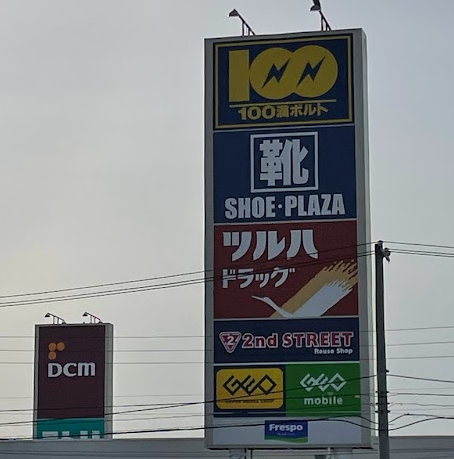 100
100満ボルト
靴
SHOE・PLAZA
ツルハ
ドラッグ
2nd STREET
Reuse Shop
GEO
GEO
mobile
Frespo
DCM